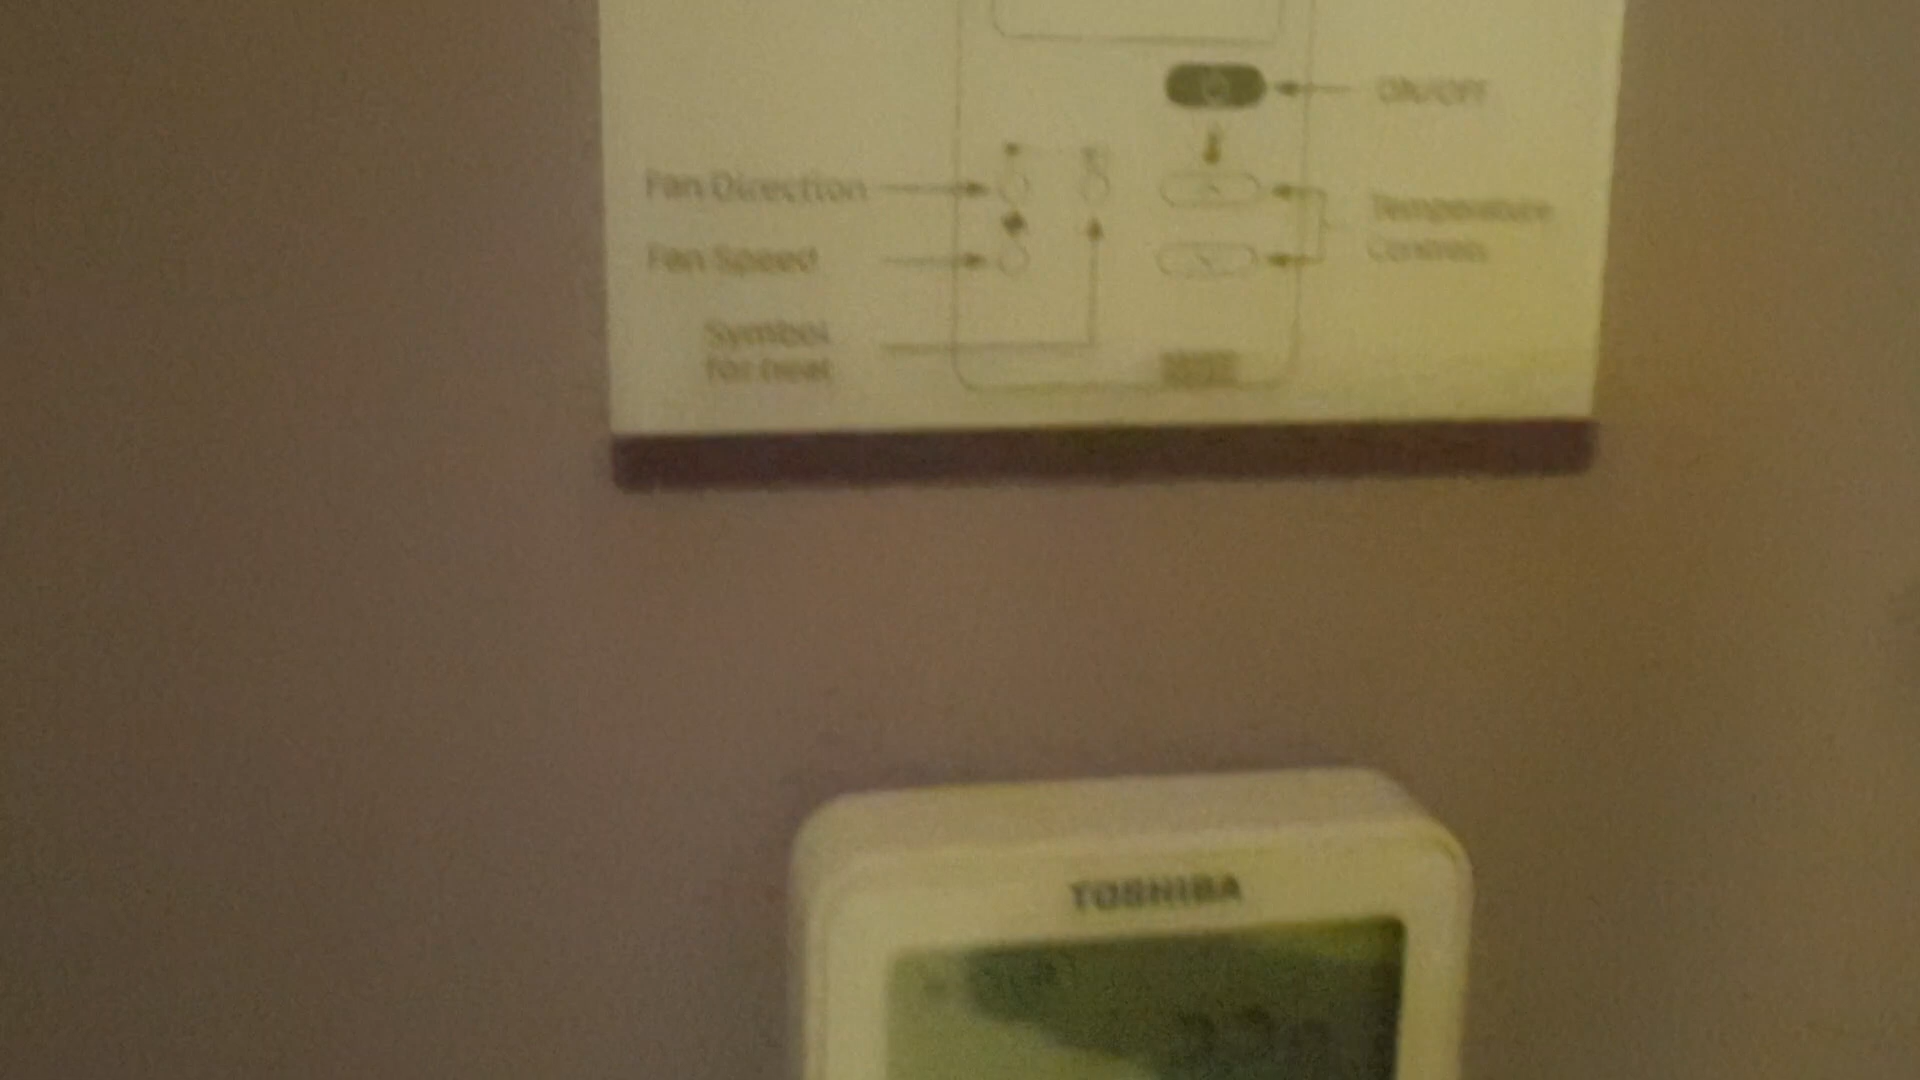 ON/OFF
Fan Direction
Temperature
Controls
Fan Speed
Symbol
for heat
TOSHIBA